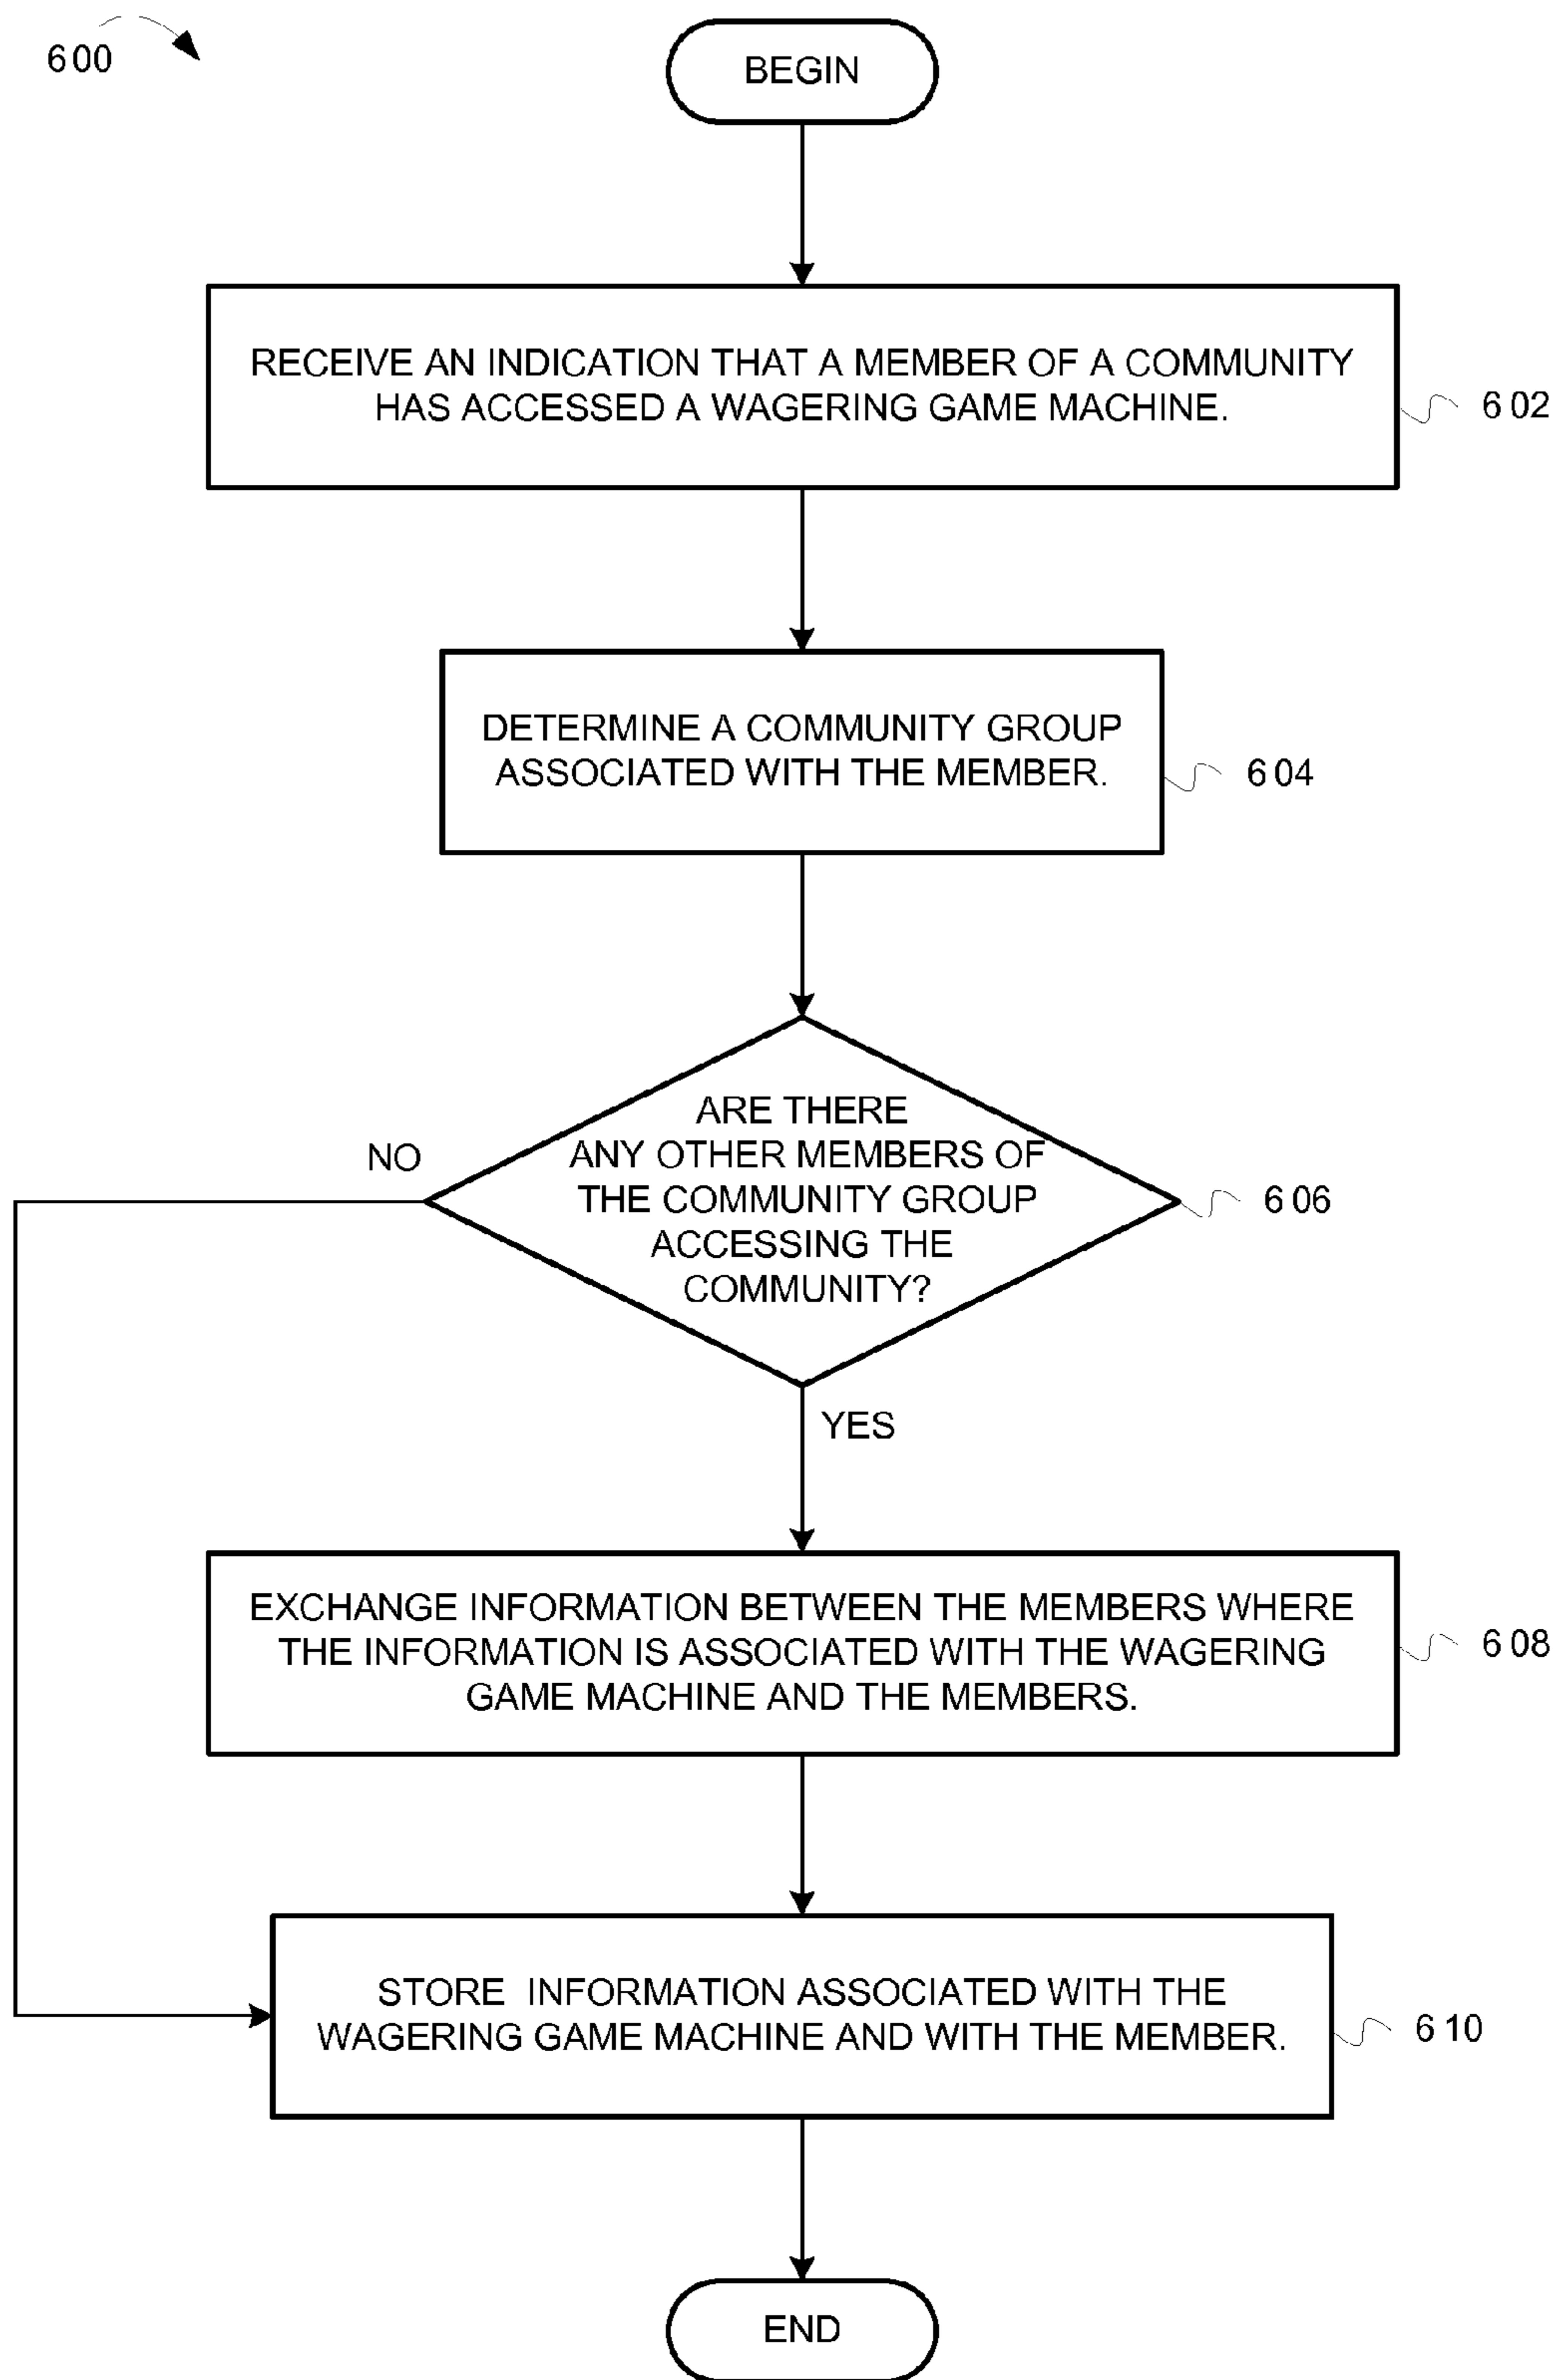 600
BEGIN
RECEIVE AN INDICATION THAT A MEMBER OF A COMMUNITY
HAS ACCESSED A WAGERING GAME MACHINE.
602
DETERMINE A COMMUNITY GROUP
ASSOCIATED WITH THE MEMBER.
604
ARE THERE
ANY OTHER MEMBERS OF
THE COMMUNITY GROUP
ACCESSING THE
COMMUNITY?
606
NO
YES
EXCHANGE INFORMATION BETWEEN THE MEMBERS WHERE
THE INFORMATION IS ASSOCIATED WITH THE WAGERING
GAME MACHINE AND THE MEMBERS.
608
STORE INFORMATION ASSOCIATED WITH THE
WAGERING GAME MACHINE AND WITH THE MEMBER.
610
END